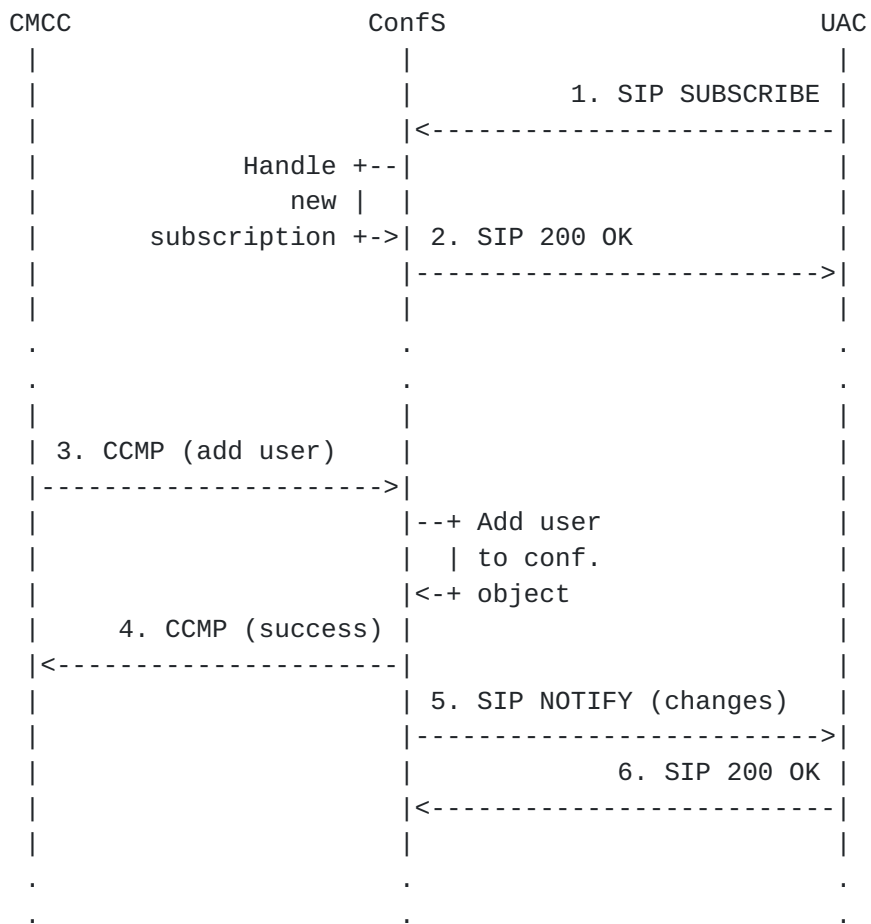 CMCC ConfS UAC
1. SIP SUBSCRIBE
Handle
new
subscription 2. SIP 200 OK
3. CCMP (add user)
Add user
to conf.
object
4. CCMP (success)
5. SIP NOTIFY (changes)
6. SIP 200 OK